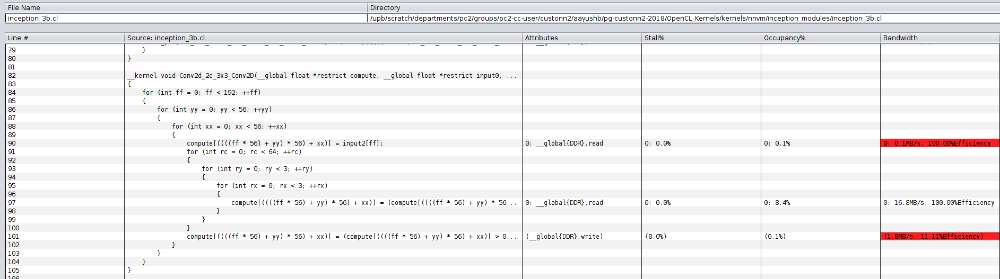 File Name Directory
inception_3b.cl /upb/scratch/departments/pc2/groups/pc2-cc-user/custonn2/aayushb/pg-custonn2-2018/OpenCL_Kernels/kernels/nnvm/inception_modules/inception_3b.cl
Line # Source: inception_3b.cl Attributes Stall% Occupancy% Bandwidth
79 }
80 }
81
82 __kernel void Conv2d_2c_3x3_Conv2D(__global float *restrict compute, __global float *restrict input0, ...
83 {
84 for (int ff = 0; ff < 192; ++ff)
85 {
86 for (int yy = 0; yy < 56; ++yy)
87 {
88 for (int xx = 0; xx < 56; ++xx)
89 {
90 compute[((((ff * 56) + yy) * 56) + xx)] = input2[ff]; 0: __global{DDR},read 0: 0.0% 0: 0.1% 0: 0.1MB/s, 100.00%Efficiency
91 for (int rc = 0; rc < 64; ++rc)
92 {
93 for (int ry = 0; ry < 3; ++ry)
94 {
95 for (int rx = 0; rx < 3; ++rx)
96 {
97 compute[((((ff * 56) + yy) * 56) + xx)] = (compute[((((ff * 56) + yy) * 56... 0: __global{DDR},read 0: 0.0% 0: 8.4% 0: 16.8MB/s, 100.00%Efficiency
98 }
99 }
100 }
101 compute[((((ff * 56) + yy) * 56) + xx)] = (compute[((((ff * 56) + yy) * 56) + xx)] > 0... (__global{DDR},write) (0.0%) (0.1%) (1.8MB/s, 11.11%Efficiency)
102 }
103 }
104 }
105 }